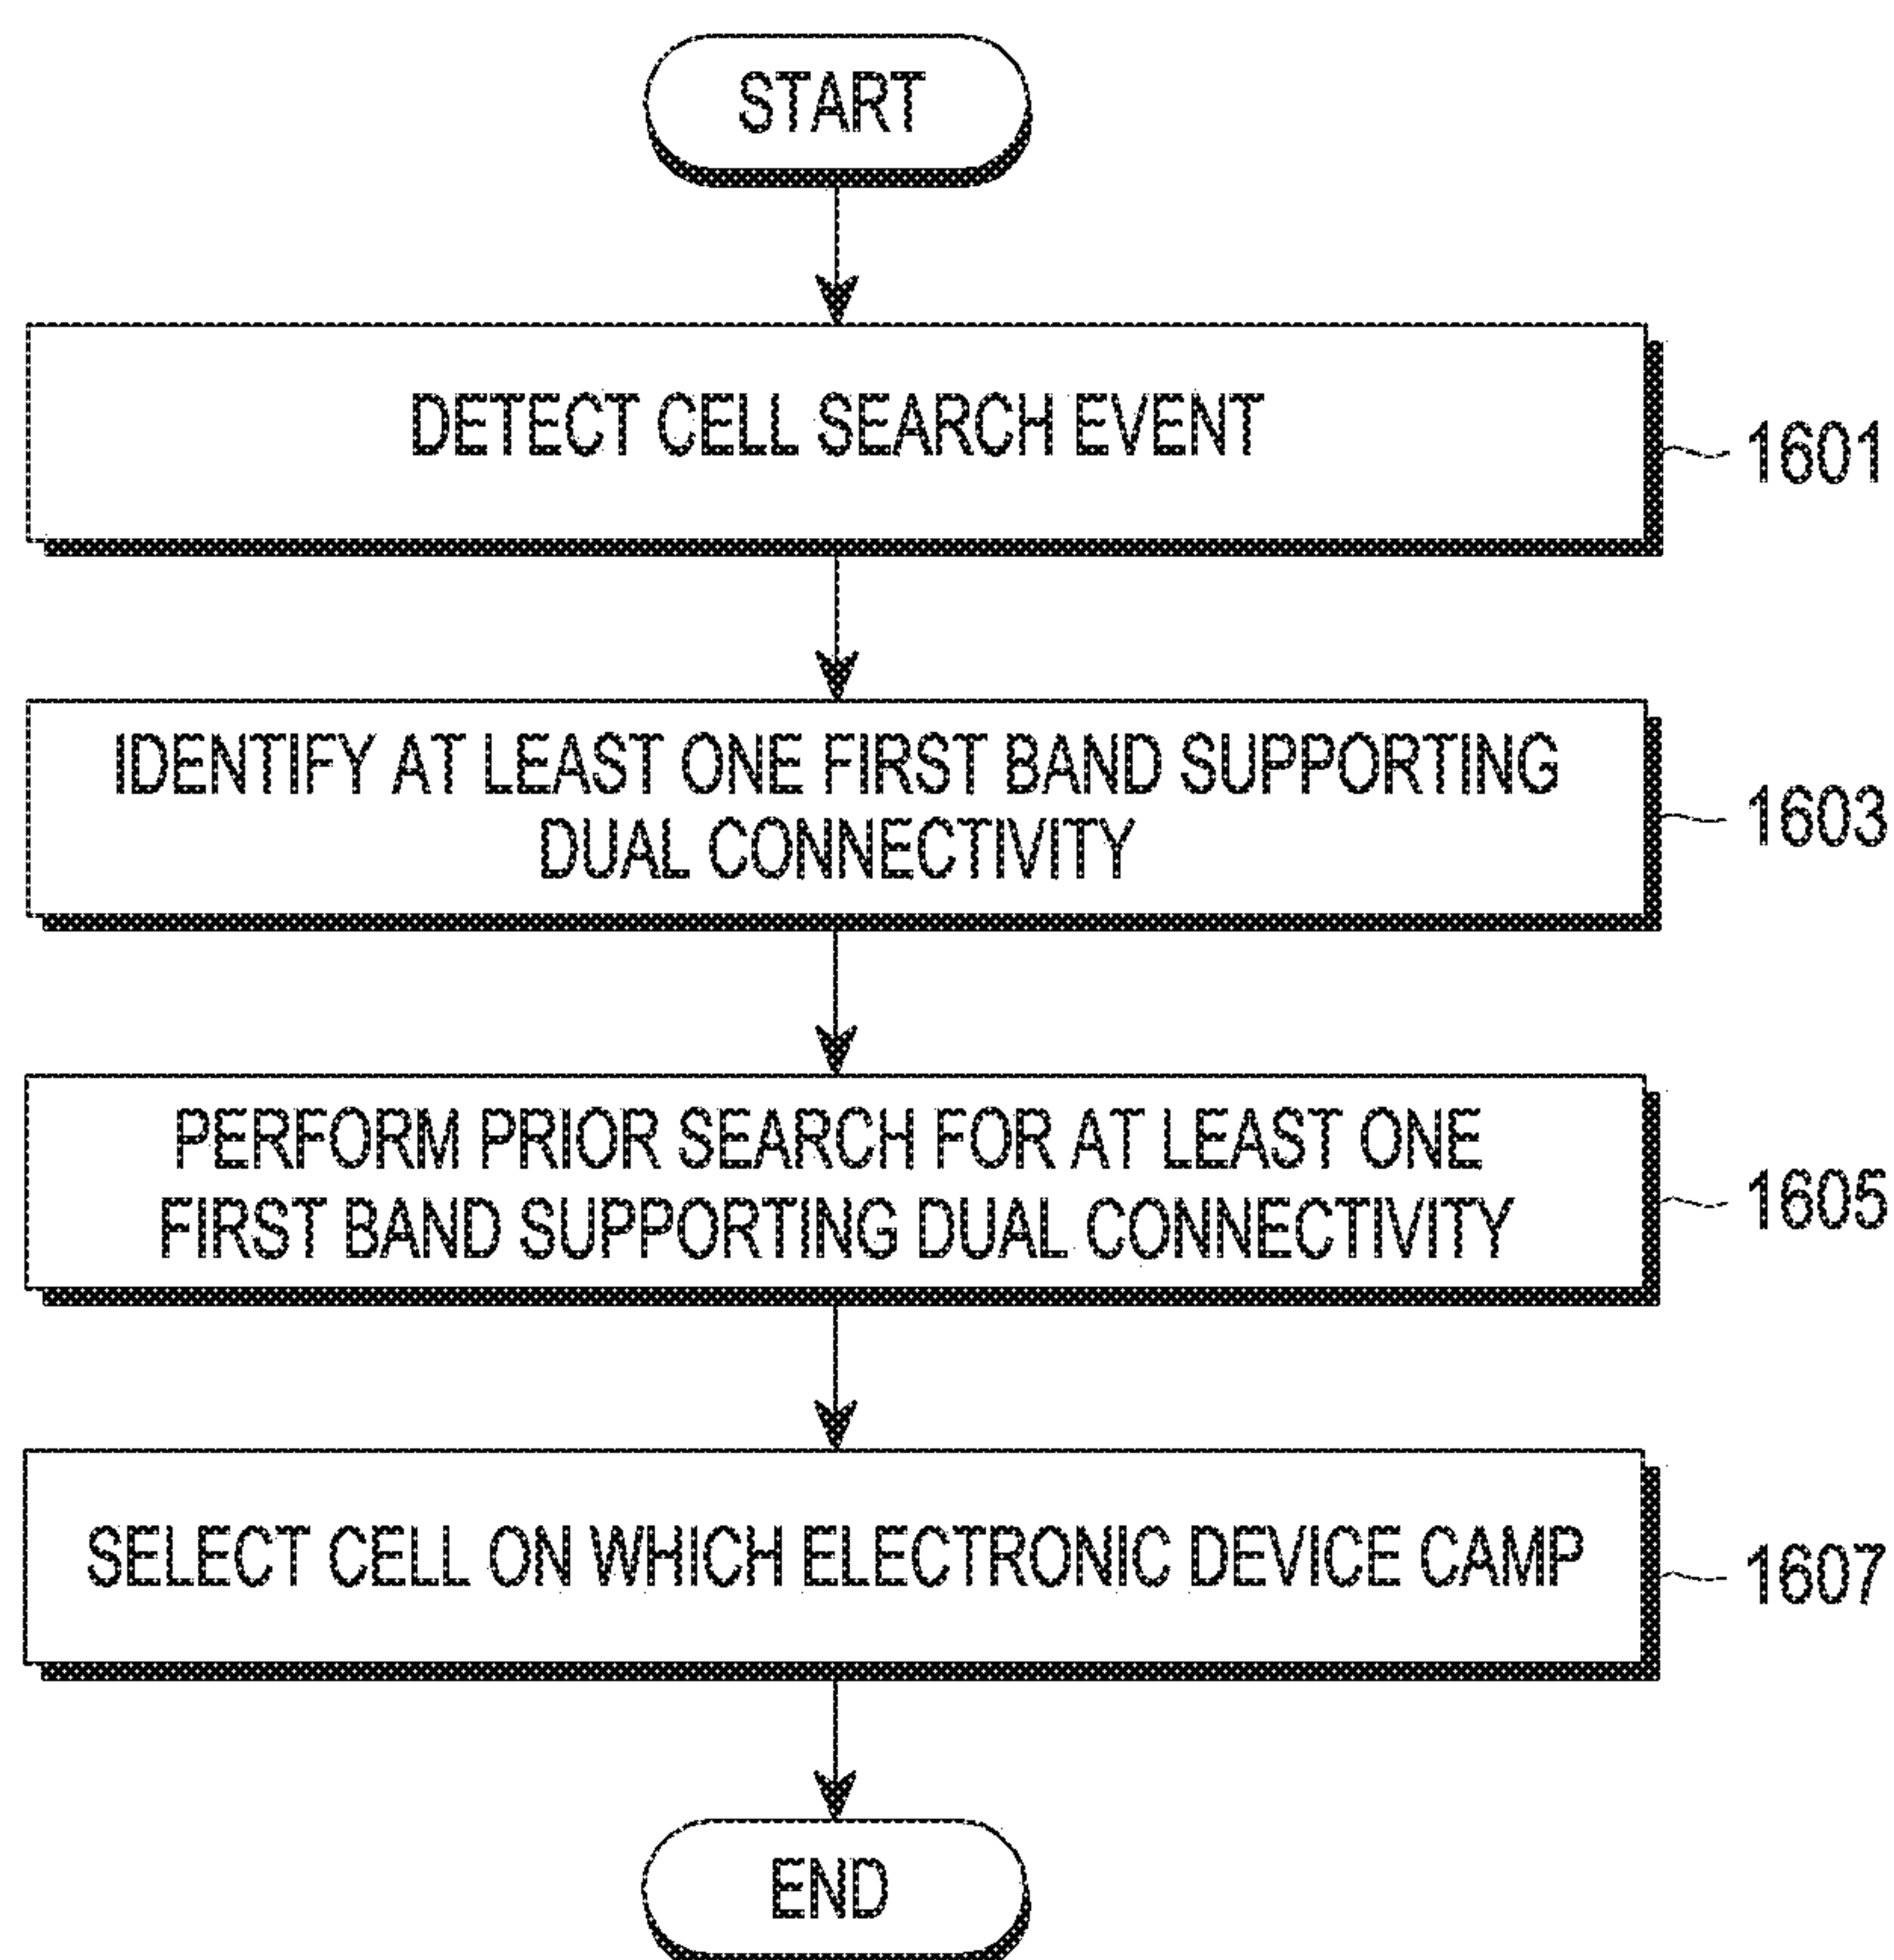 START
DETECT CELL SEARCH EVENT
1601
IDENTIFY AT LEAST ONE FIRST BAND SUPPORTING
DUAL CONNECTIVITY
1603
PERFORM PRIOR SEARCH FOR AT LEAST ONE
FIRST BAND SUPPORTING DUAL CONNECTIVITY
1605
SELECT CELL ON WHICH ELECTRONIC DEVICE CAMP
1607
END